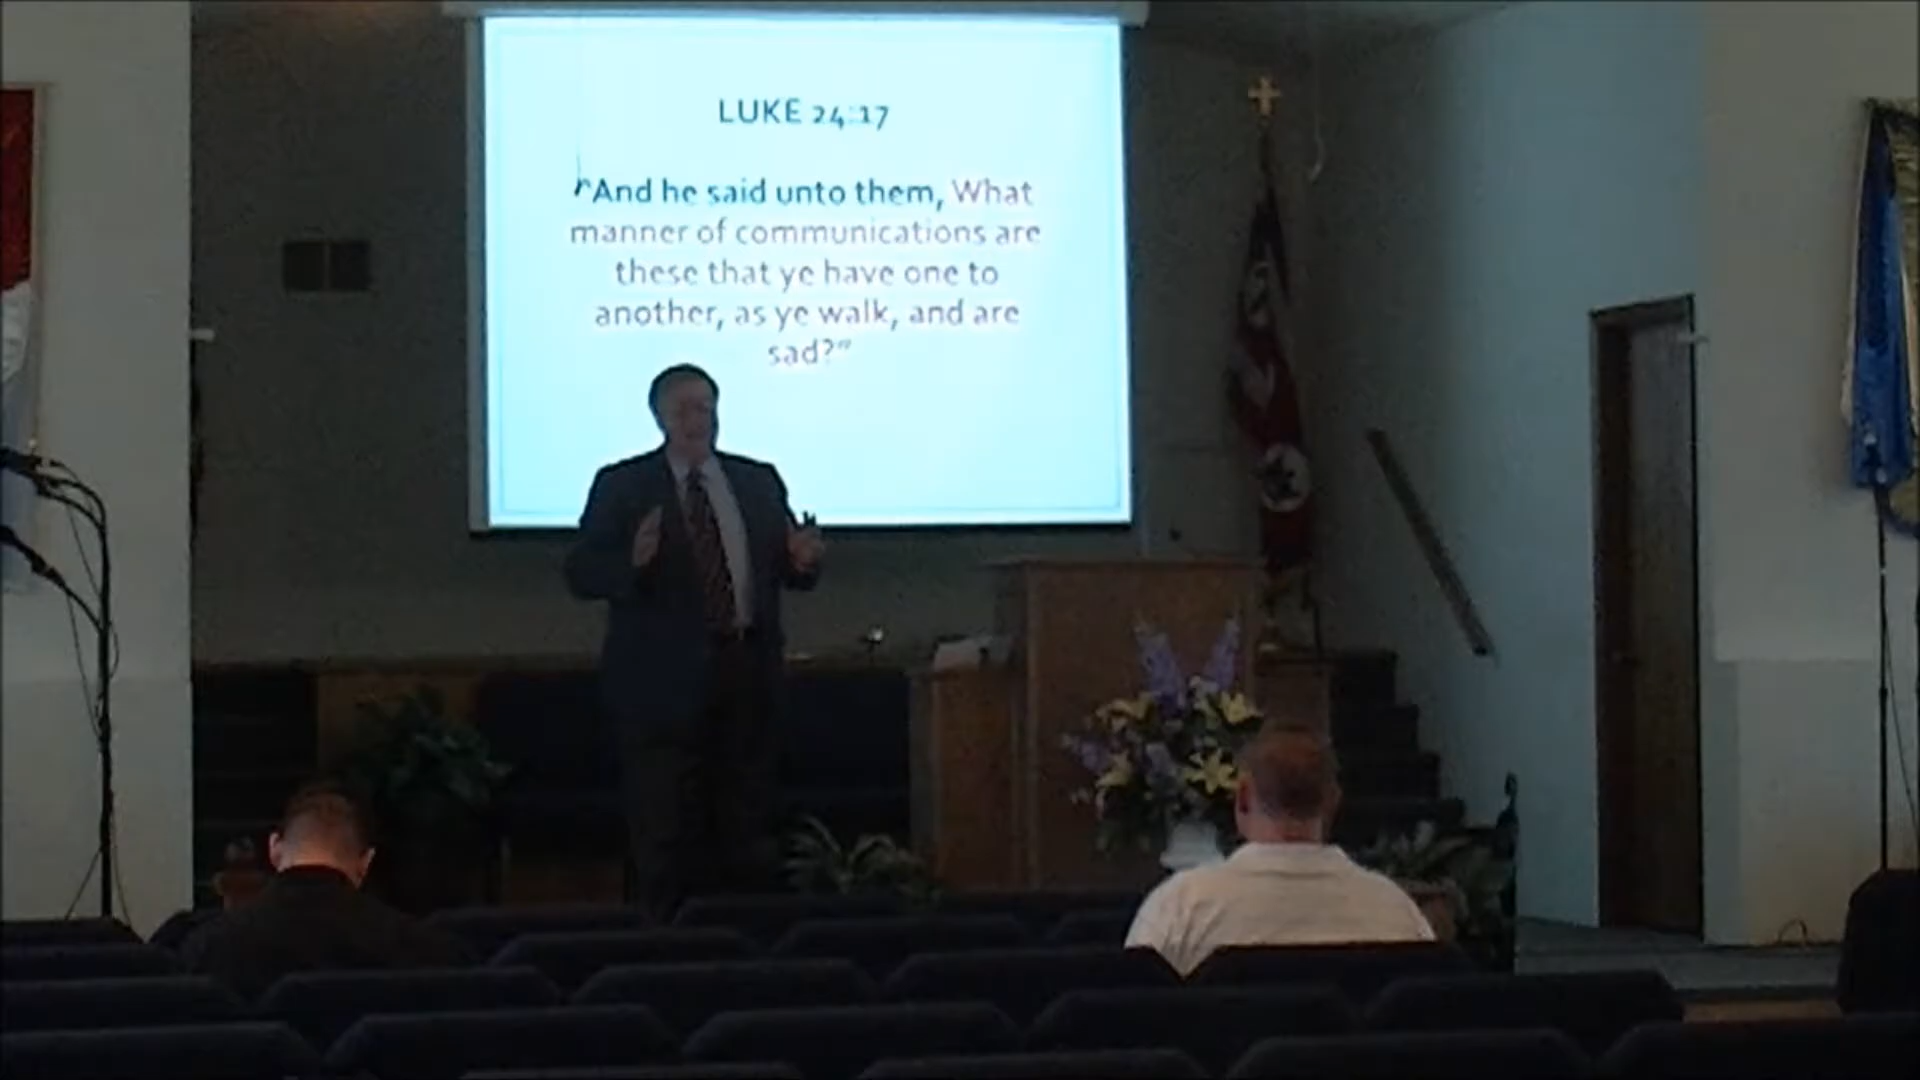 LUKE 24:17
"And he said unto them, What
manner of communications are
these that ye have one to
another, as ye walk, and are
sad?"